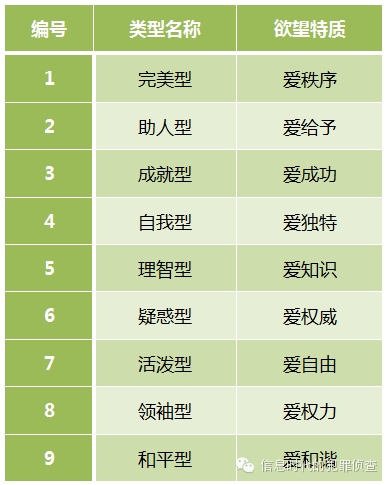 编号 类型名称 欲望特质
1 完美型 爱秩序
2 助人型 爱给予
3 成就型 爱成功
4 自我型 爱独特
5 理智型 爱知识
6 疑惑型 爱权威
7 活泼型 爱自由
8 领袖型 爱权力
9 和平型 爱和谐
信息时代的犯罪侦查